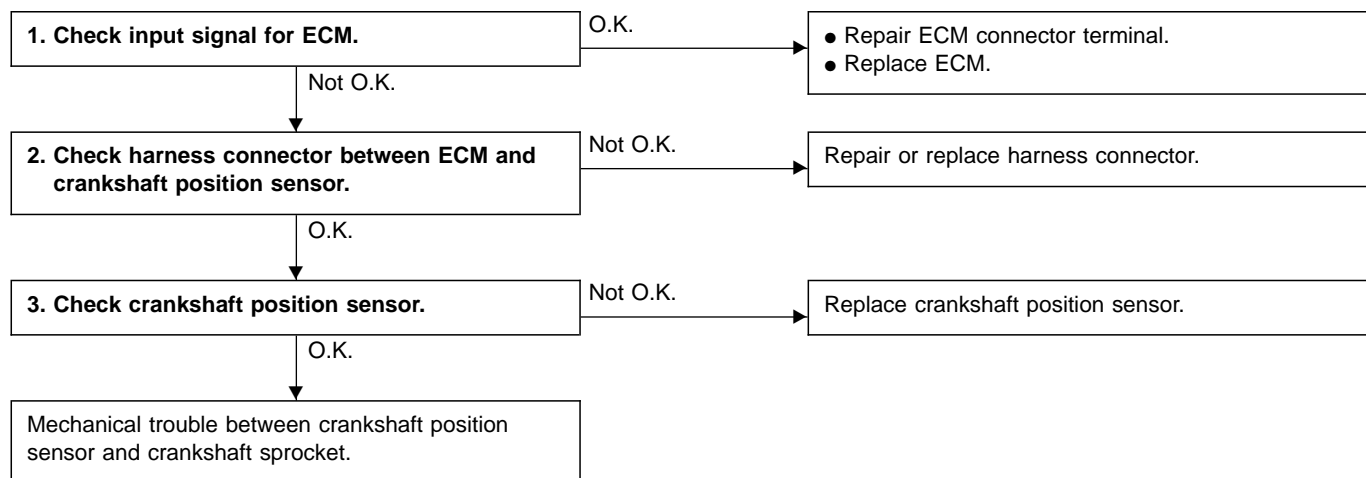 1. Check input signal for ECM.
O.K.
● Repair ECM connector terminal.
● Replace ECM.
Not O.K.
2. Check harness connector between ECM and
crankshaft position sensor.
Not O.K.
Repair or replace harness connector.
O.K.
3. Check crankshaft position sensor.
Not O.K.
Replace crankshaft position sensor.
O.K.
Mechanical trouble between crankshaft position
sensor and crankshaft sprocket.